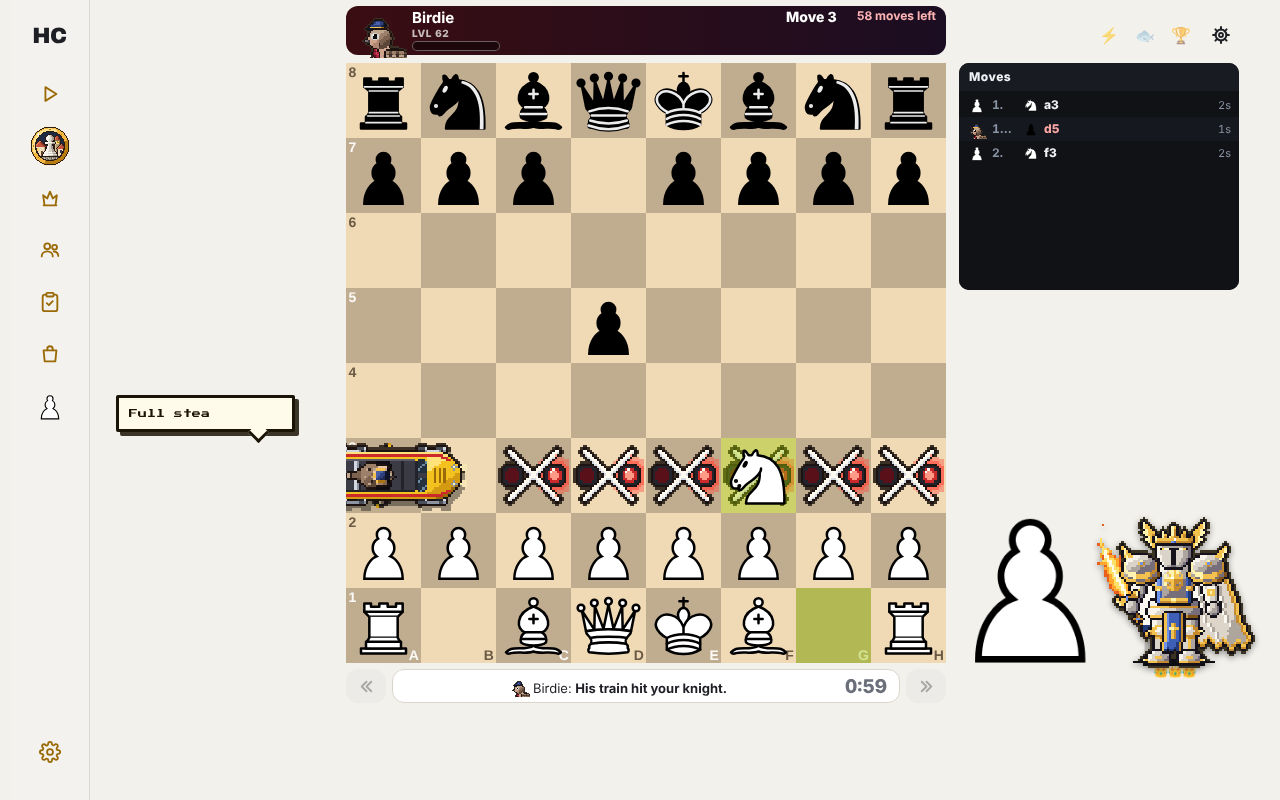 HC
Birdie
LVL 62
Move 3
58 moves left
Moves
1. a3 2s
1... d5 1s
2. f3 2s
8
7
6
5
4
2
1
A B C D E F G H
Full stea
Birdie: His train hit your knight.
0:59